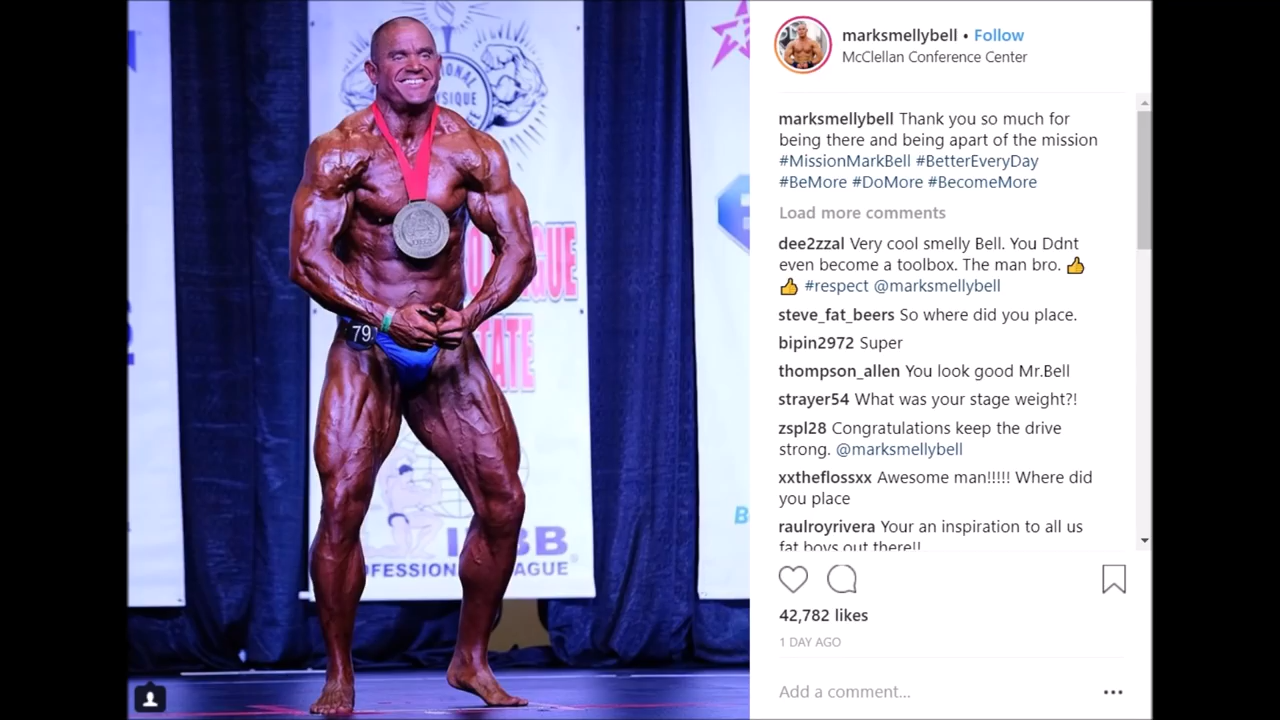 marksmellybell • Follow
McClellan Conference Center
marksmellybell Thank you so much for
being there and being apart of the mission
#MissionMarkBell #BetterEveryDay
#BeMore #DoMore #BecomeMore
Load more comments
dee2zzal Very cool smelly Bell. You Ddnt
even become a toolbox. The man bro. 👍
👍 #respect @marksmellybell
steve_fat_beers So where did you place.
bipin2972 Super
thompson_allen You look good Mr.Bell
strayer54 What was your stage weight?!
zspl28 Congratulations keep the drive
strong. @marksmellybell
xxtheflossxx Awesome man!!!!! Where did
you place
raulroyrivera Your an inspiration to all us
fat boys out there!!
42,782 likes
1 DAY AGO
Add a comment...
79